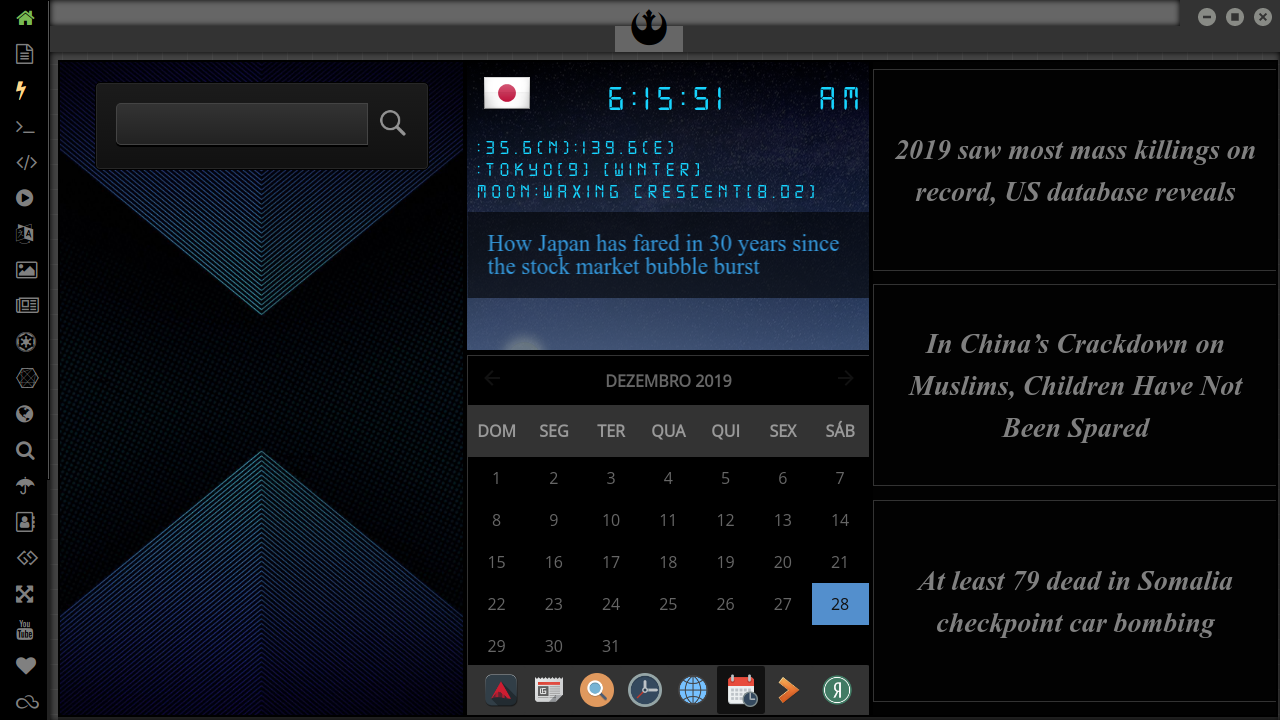 6:15:51 AM
:35.6(N):139.6(E)
:TOKYO(9) (WINTER)
MOON:WAXING CRESCENT(8.02)
How Japan has fared in 30 years since
the stock market bubble burst
DEZEMBRO 2019
DOM SEG TER QUA QUI SEX SÁB
1 2 3 4 5 6 7
8 9 10 11 12 13 14
15 16 17 18 19 20 21
22 23 24 25 26 27 28
29 30 31
2019 saw most mass killings on
record, US database reveals
In China’s Crackdown on
Muslims, Children Have Not
Been Spared
At least 79 dead in Somalia
checkpoint car bombing
You
Tube
Я